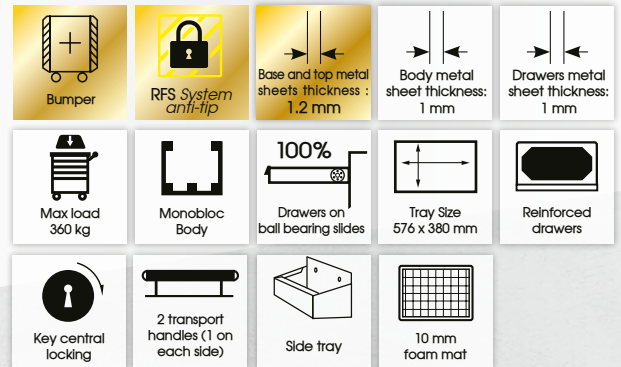 Bumper
RFS System
anti-tip
Base and top metal
sheets thickness :
1.2 mm
Body metal
sheet thickness:
1 mm
Drawers metal
sheet thickness:
1 mm
Max load
360 kg
Monobloc
Body
100%
Drawers on
ball bearing slides
Tray Size
576 x 380 mm
Reinforced
drawers
Key central
locking
2 transport
handles (1 on
each side)
Side tray
10 mm
foam mat